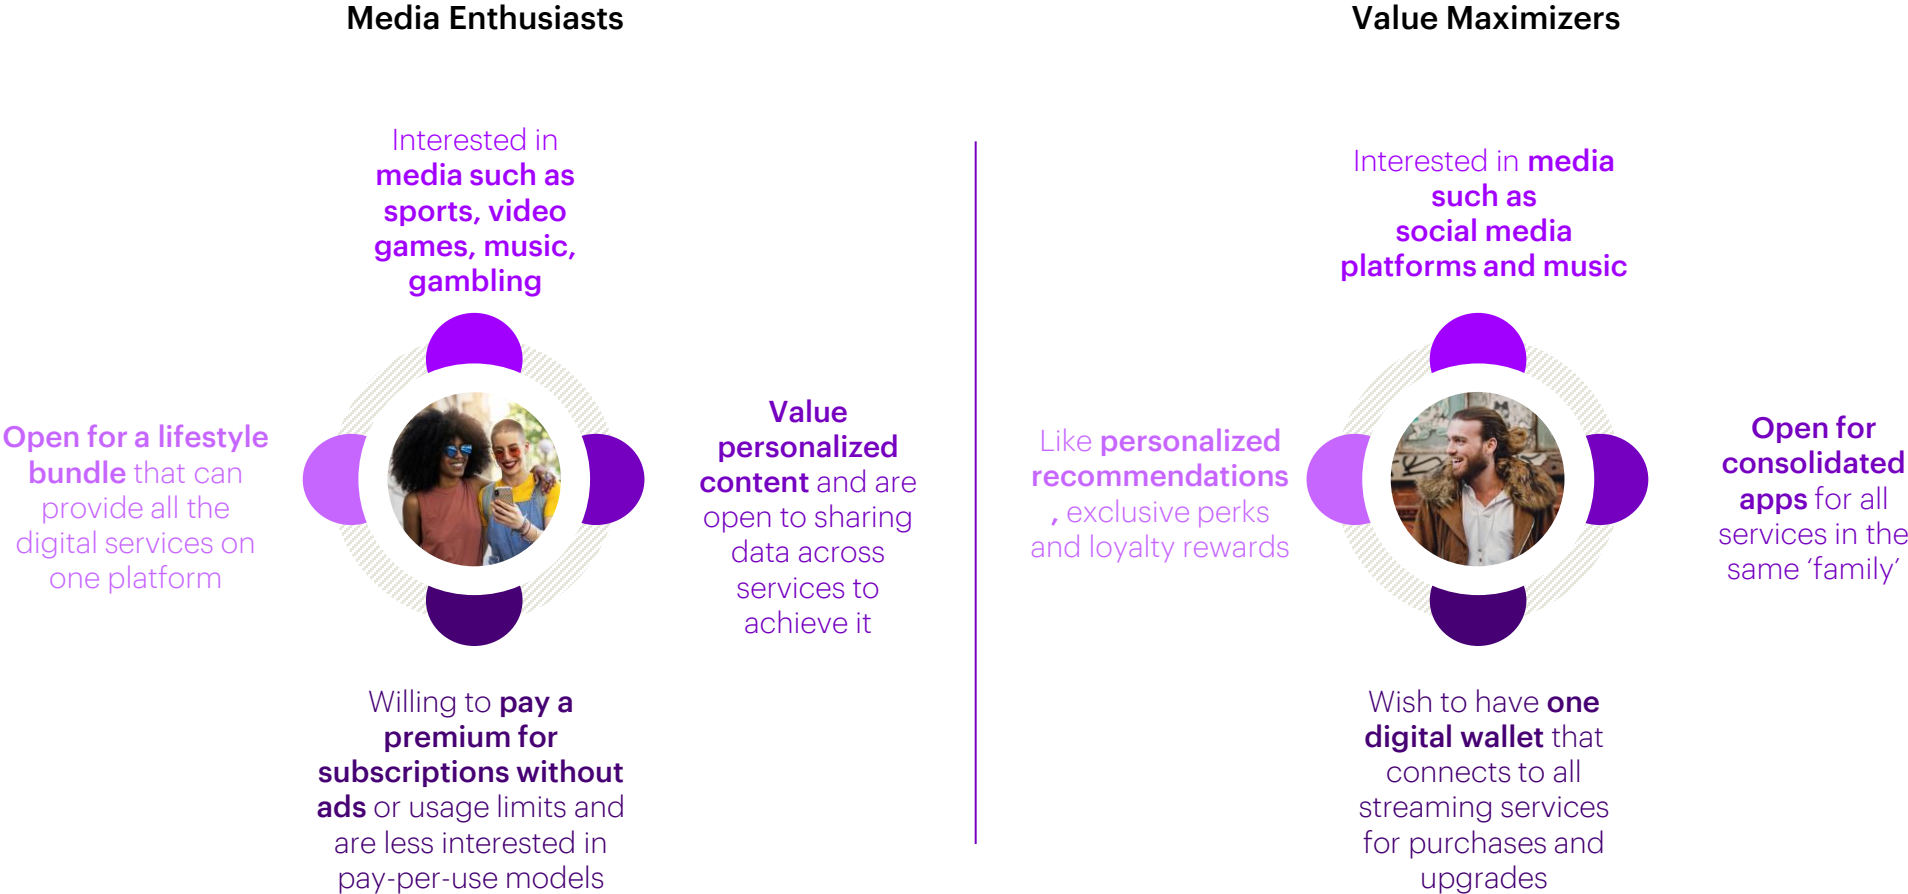 Media Enthusiasts
Interested in
media such as
sports, video
games, music,
gambling
Open for a lifestyle
bundle that can
provide all the
digital services on
one platform
Value
personalized
content and are
open to sharing
data across
services to
achieve it
Willing to pay a
premium for
subscriptions without
ads or usage limits and
are less interested in
pay-per-use models
Value Maximizers
Interested in media
such as
social media
platforms and music
Like personalized
recommendations
, exclusive perks
and loyalty rewards
Open for
consolidated
apps for all
services in the
same ‘family’
Wish to have one
digital wallet that
connects to all
streaming services
for purchases and
upgrades